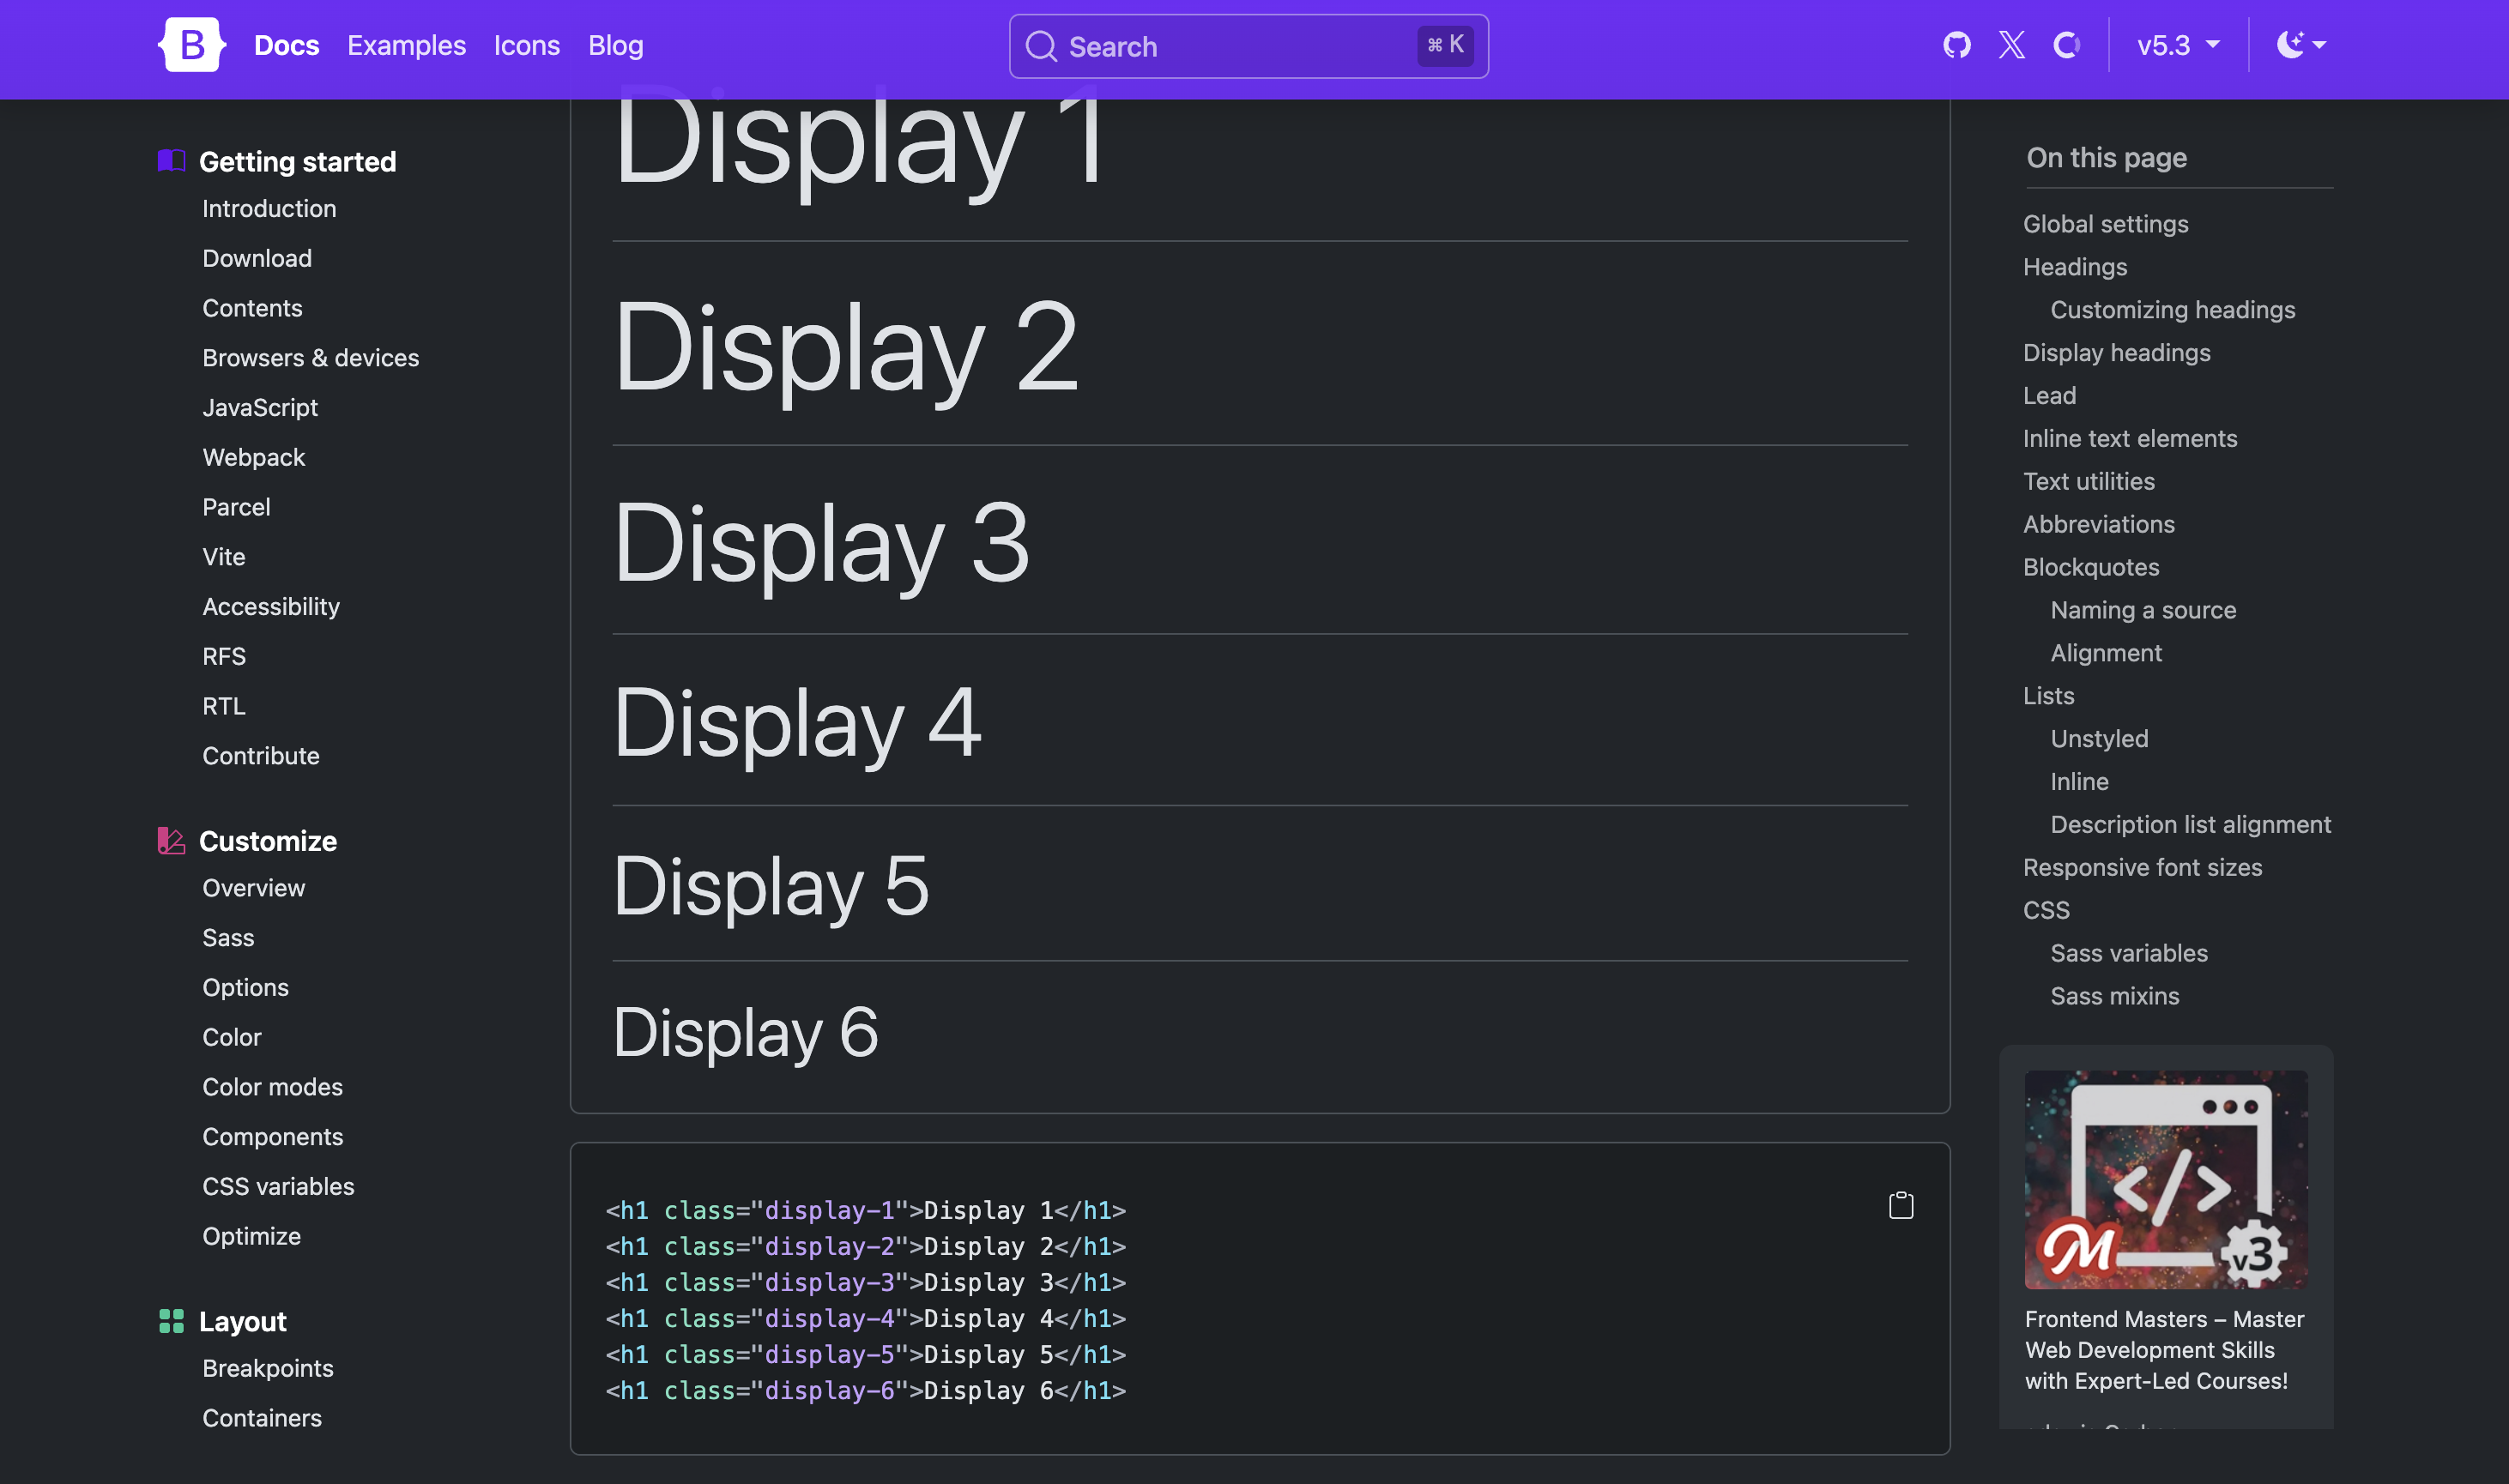 B Docs Examples Icons Blog
Search ⌘ K
v5.3
Getting started
Introduction
Download
Contents
Browsers & devices
JavaScript
Webpack
Parcel
Vite
Accessibility
RFS
RTL
Contribute
Customize
Overview
Sass
Options
Color
Color modes
Components
CSS variables
Optimize
Layout
Breakpoints
Containers
Display 1
Display 2
Display 3
Display 4
Display 5
Display 6
<h1 class="display-1">Display 1</h1>
<h1 class="display-2">Display 2</h1>
<h1 class="display-3">Display 3</h1>
<h1 class="display-4">Display 4</h1>
<h1 class="display-5">Display 5</h1>
<h1 class="display-6">Display 6</h1>
On this page
Global settings
Headings
Customizing headings
Display headings
Lead
Inline text elements
Text utilities
Abbreviations
Blockquotes
Naming a source
Alignment
Lists
Unstyled
Inline
Description list alignment
Responsive font sizes
CSS
Sass variables
Sass mixins
</>
M v3
Frontend Masters – Master
Web Development Skills
with Expert-Led Courses!